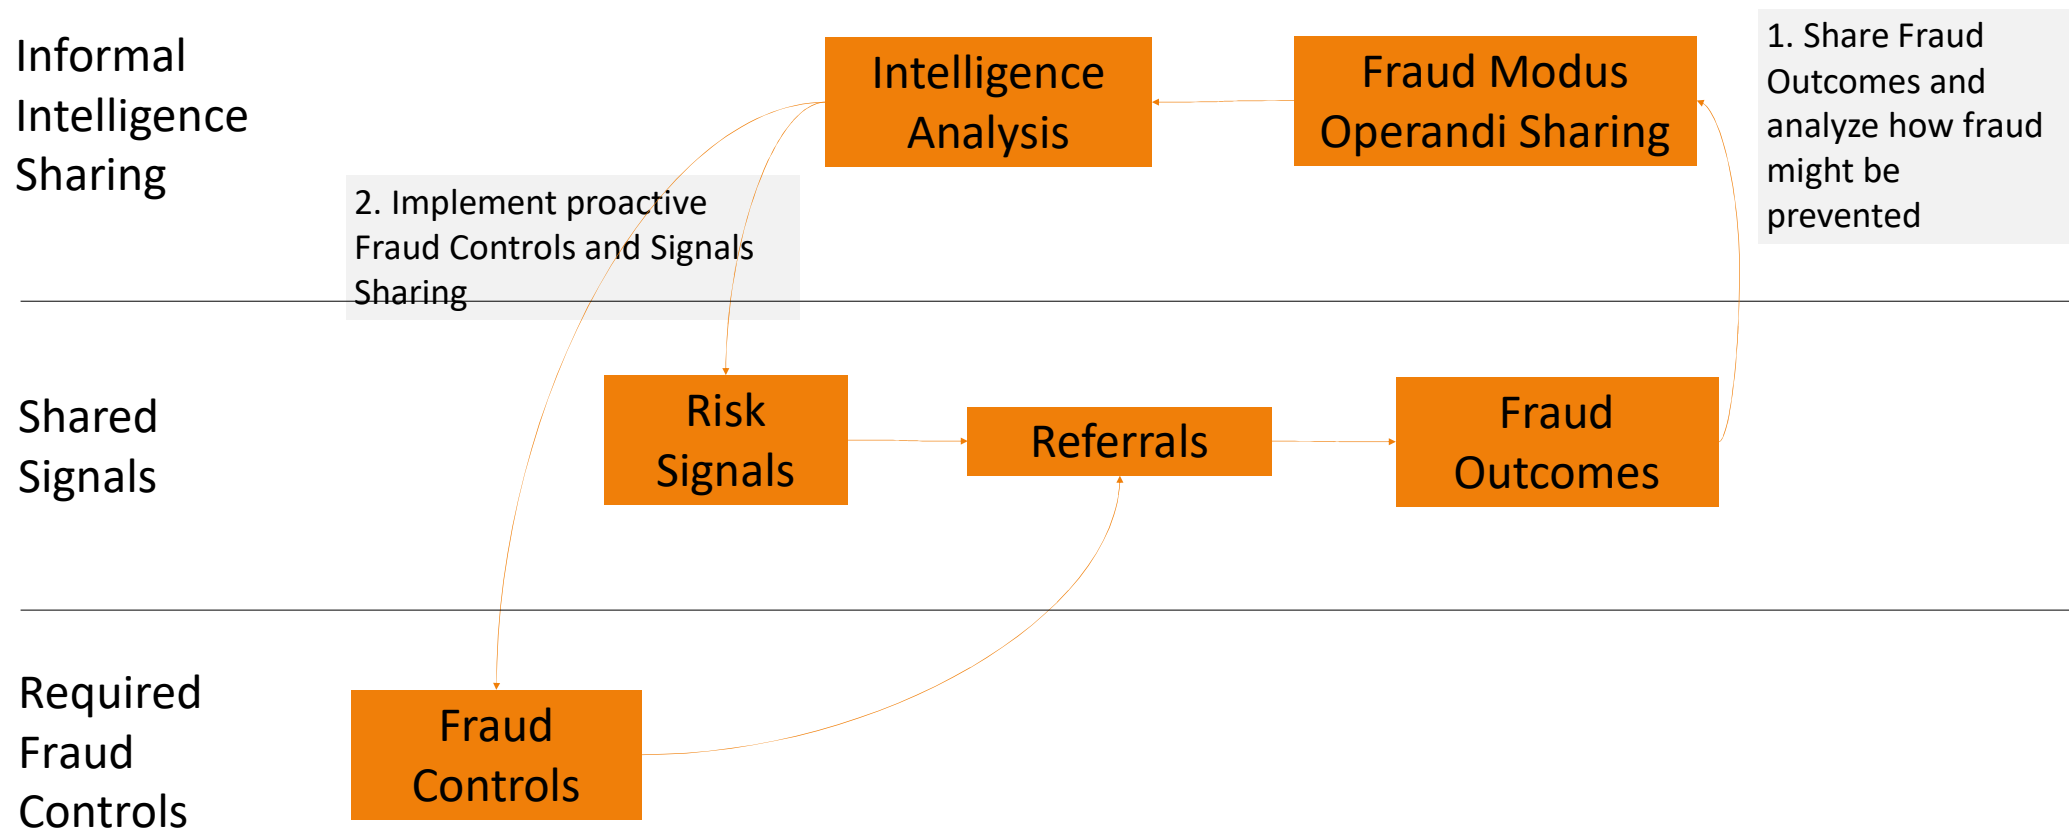 Informal
Intelligence
Sharing
Intelligence
Analysis
Fraud Modus
Operandi Sharing
1. Share Fraud
Outcomes and
analyze how fraud
might be
prevented
2. Implement proactive
Fraud Controls and Signals
Sharing
Shared
Signals
Risk
Signals
Referrals
Fraud
Outcomes
Required
Fraud
Controls
Fraud
Controls